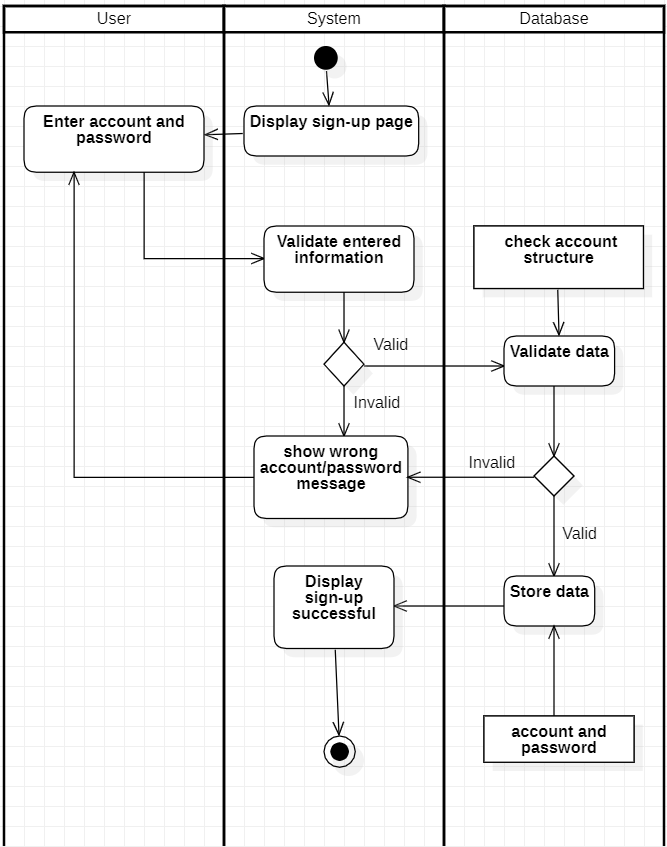 User
System
Database
Display sign-up page
Enter account and
password
Validate entered
information
check account
structure
Valid
Validate data
Invalid
show wrong
account/password
message
Invalid
Valid
Store data
Display
sign-up
successful
account and
password